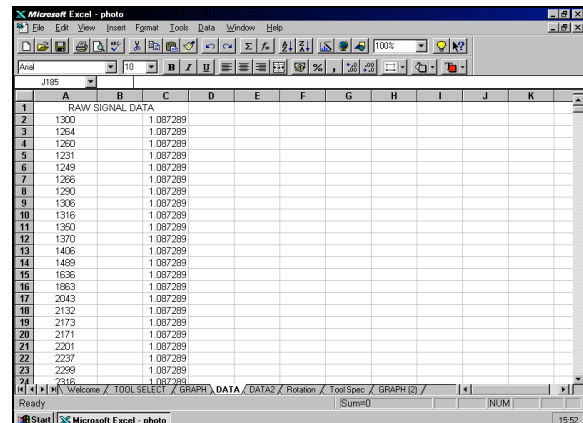 Microsoft Excel - photo
File Edit View Insert Format Tools Data Window Help
100%
Arial 10 B I U % ,
J185
A B C D E F G H I J K
1 RAW SIGNAL DATA
2 1300 1.087289
3 1264 1.087289
4 1260 1.087289
5 1231 1.087289
6 1249 1.087289
7 1266 1.087289
8 1290 1.087289
9 1306 1.087289
10 1316 1.087289
11 1350 1.087289
12 1370 1.087289
13 1406 1.087289
14 1489 1.087289
15 1636 1.087289
16 1863 1.087289
17 2043 1.087289
18 2132 1.087289
19 2173 1.087289
20 2171 1.087289
21 2201 1.087289
22 2237 1.087289
23 2299 1.087289
24 2316 1.087289
Welcome TOOL SELECT GRAPH DATA DATA2 Rotation Tool Spec GRAPH (2)
Ready Sum=0 NUM
Start Microsoft Excel - photo 15:52